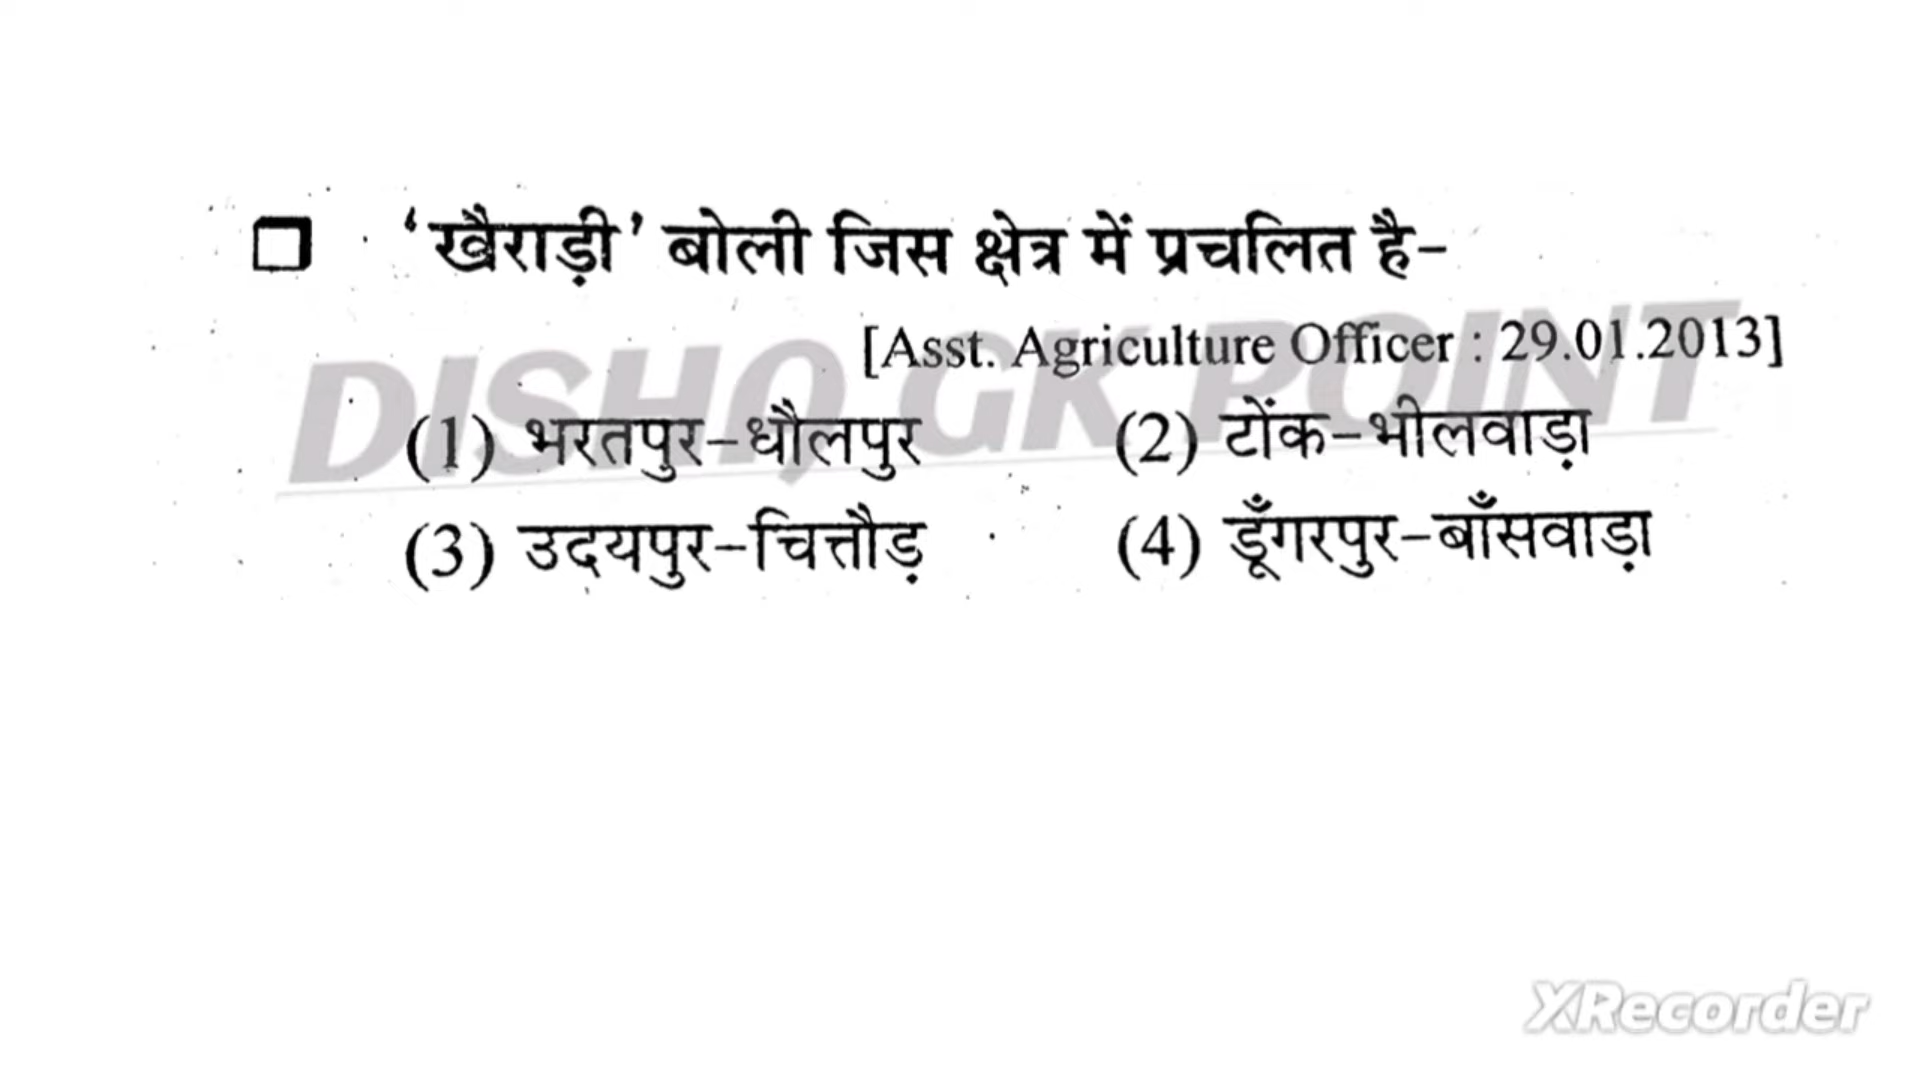 'खैराड़ी' बोली जिस क्षेत्र में प्रचलित है-
[Asst. Agriculture Officer : 29.01.2013]
DISHA GK POINT
(1) भरतपुर-धौलपुर (2) टोंक-भीलवाड़ा
(3) उदयपुर-चित्तौड़ (4) डूँगरपुर-बाँसवाड़ा
XRecorder